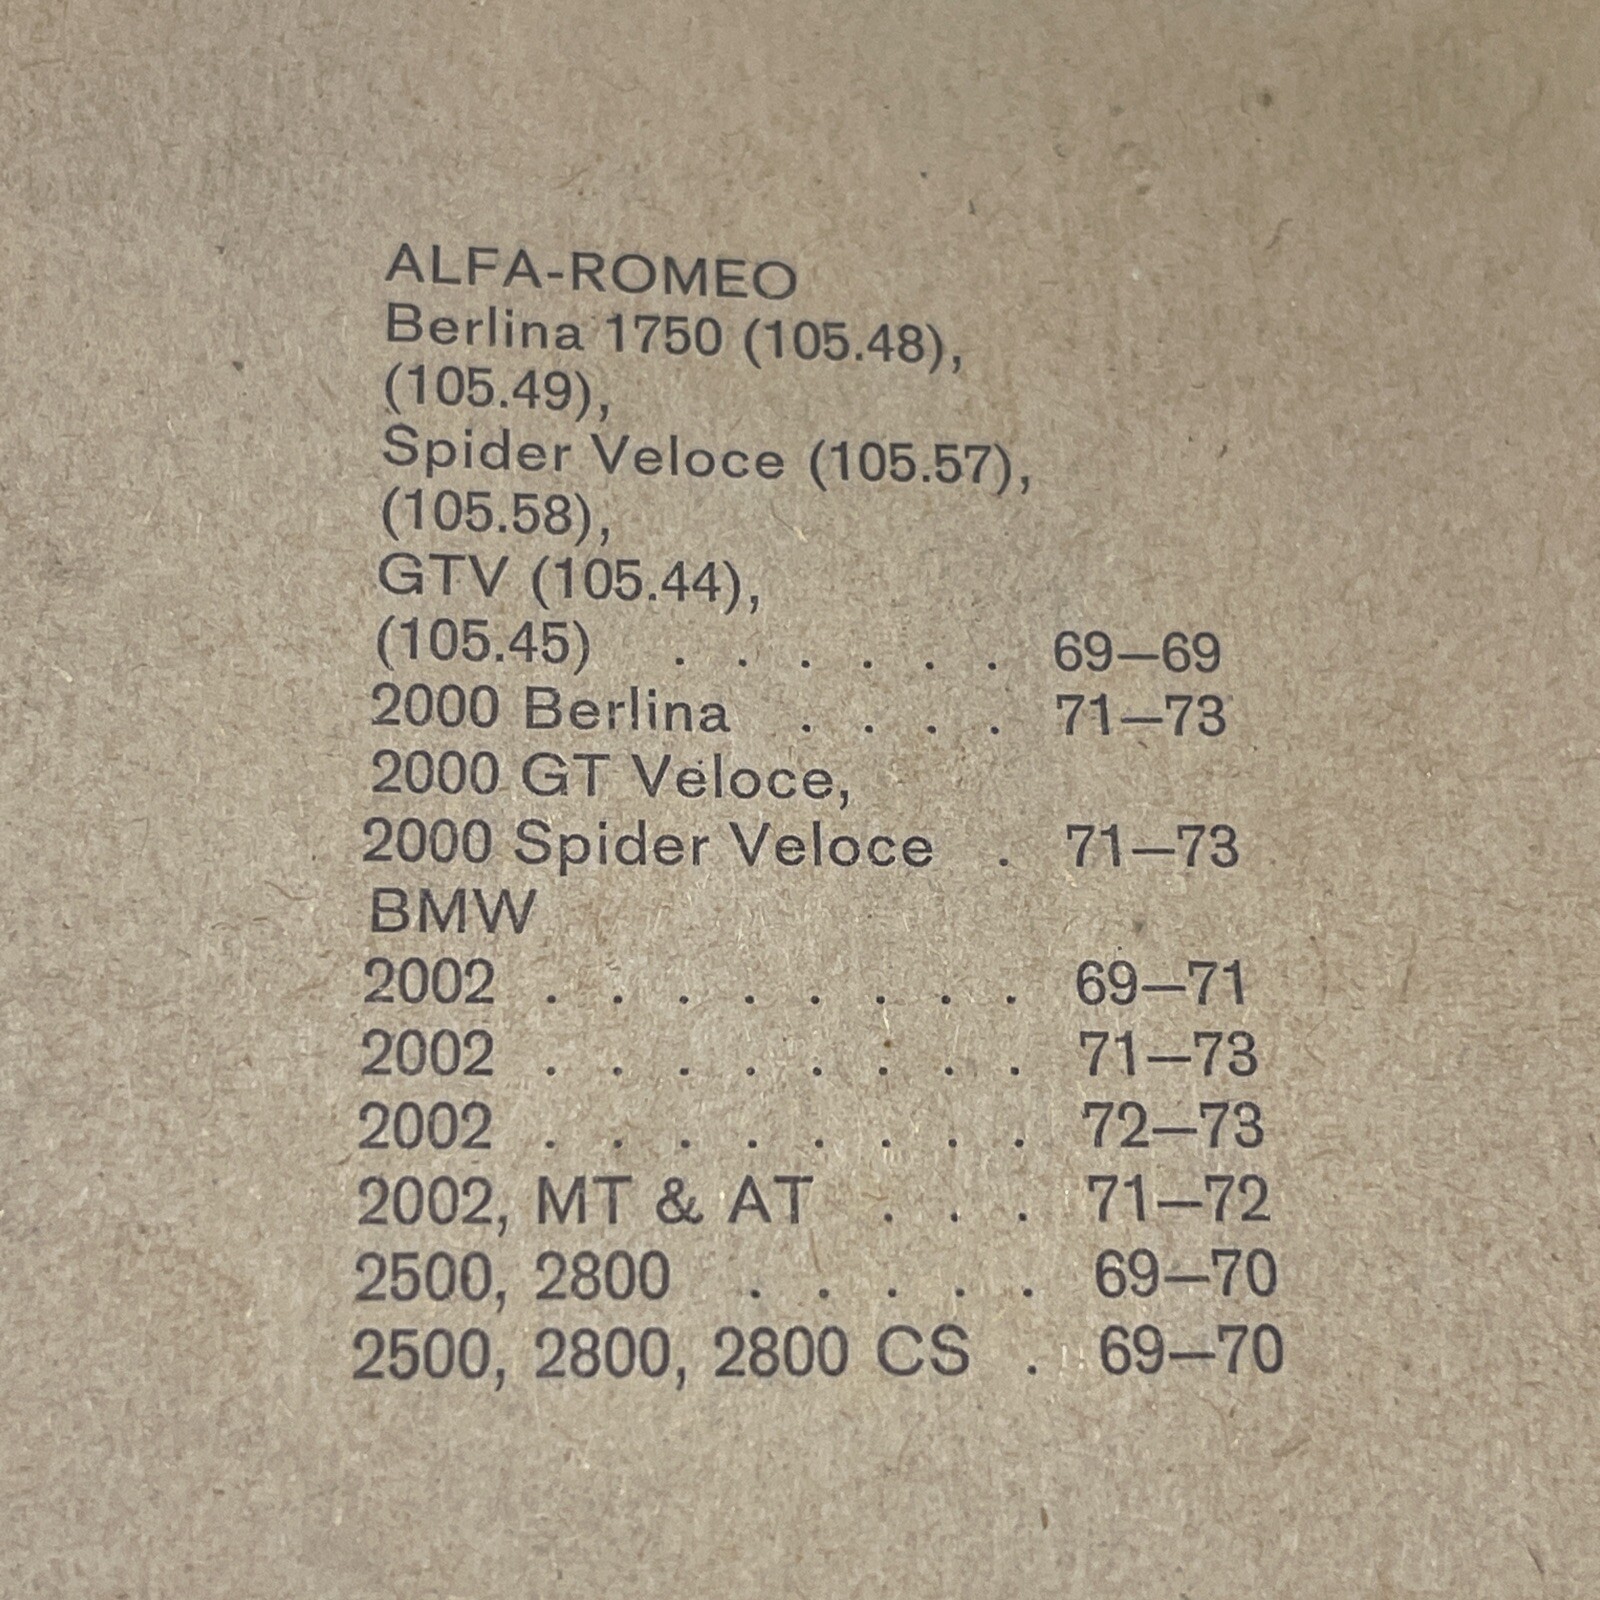 ALFA-ROMEO
Berlina 1750 (105.48),
(105.49),
Spider Veloce (105.57),
(105.58),
GTV (105.44),
(105.45) . . . . . . 69—69
2000 Berlina . . . . 71—73
2000 GT Veloce,
2000 Spider Veloce . 71—73
BMW
2002 . . . . . . . . 69—71
2002 . . . . . . . . 71—73
2002 . . . . . . . . 72—73
2002, MT & AT . . . 71—72
2500, 2800 . . . . . 69—70
2500, 2800, 2800 CS . 69—70